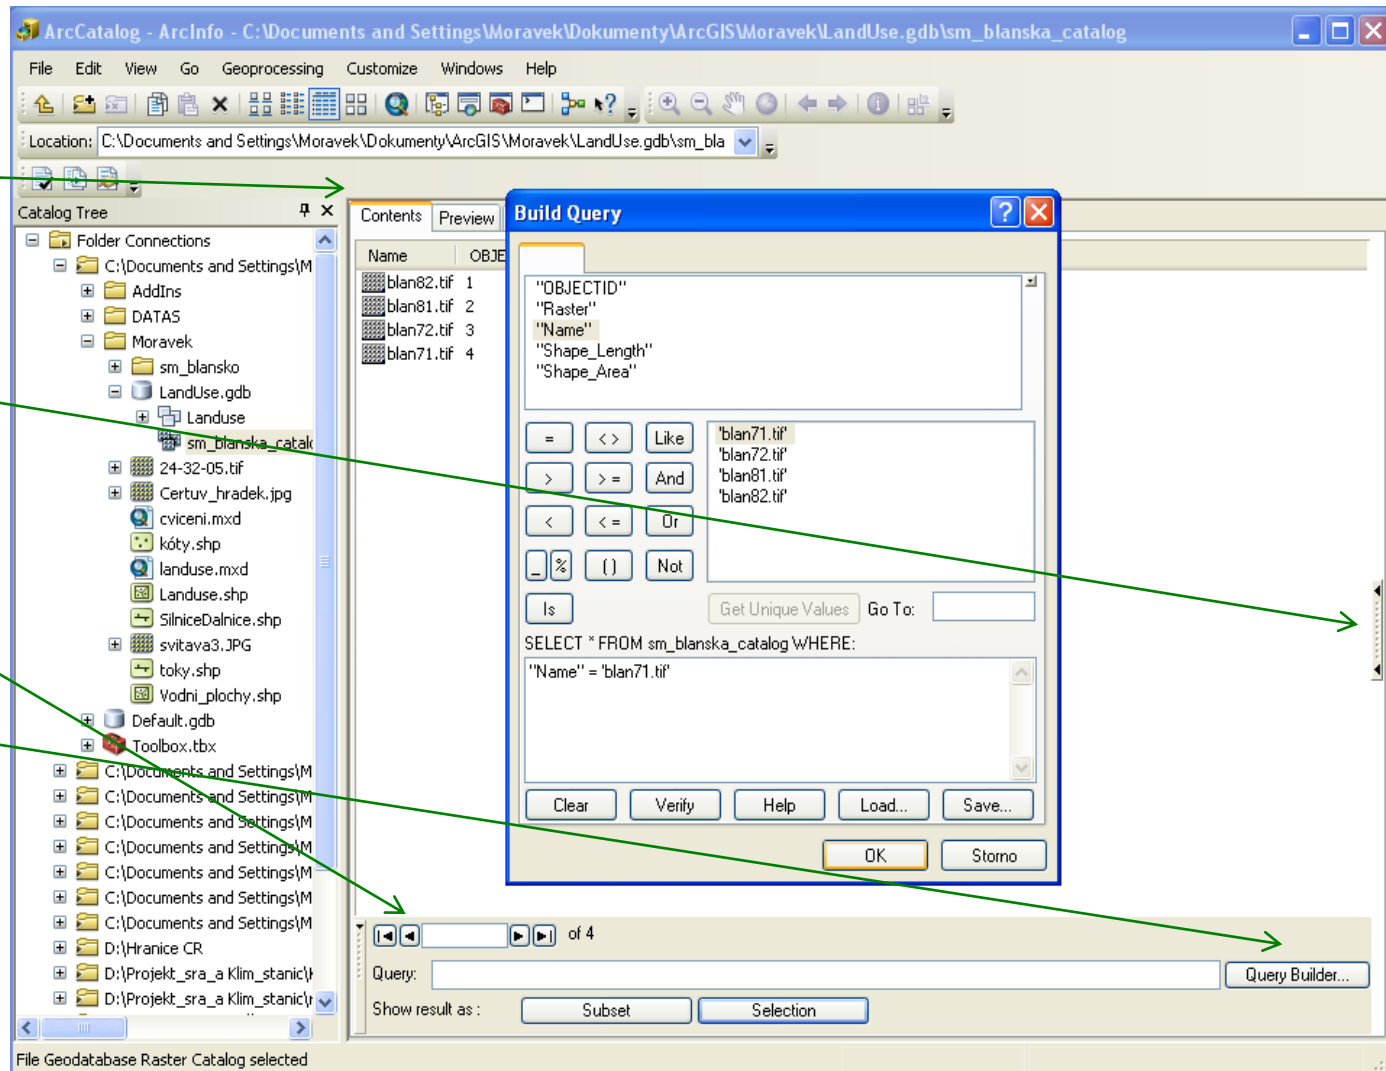 ArcCatalog - ArcInfo - C:\Documents and Settings\Moravek\Dokumenty\ArcGIS\Moravek\LandUse.gdb\sm_blanska_catalog
File Edit View Go Geoprocessing Customize Windows Help
Location: C:\Documents and Settings\Moravek\Dokumenty\ArcGIS\Moravek\LandUse.gdb\sm_bla
Catalog Tree
Folder Connections
C:\Documents and Settings\M
AddIns
DATA5
Moravek
sm_blansko
LandUse.gdb
Landuse
sm_blanska_catalo
24-32-05.tif
Certuv_hradek.jpg
cviceni.mxd
kóty.shp
landuse.mxd
Landuse.shp
SilniceDalnice.shp
svitava3.JPG
toky.shp
Vodni_plochy.shp
Default.gdb
Toolbox.tbx
C:\Documents and Settings\M
C:\Documents and Settings\M
C:\Documents and Settings\M
C:\Documents and Settings\M
C:\Documents and Settings\M
C:\Documents and Settings\M
C:\Documents and Settings\M
D:\Hranice CR
D:\Projekt_sra_a Klim_stanic\
D:\Projekt_sra_a Klim_stanic\
Contents Preview
Name OBJE
blan82.tif 1
blan81.tif 2
blan72.tif 3
blan71.tif 4
Build Query
"OBJECTID"
"Raster"
"Name"
"Shape_Length"
"Shape_Area"
= <> Like
> >= And
< <= Or
_ % () Not
Is
'blan71.tif'
'blan72.tif'
'blan81.tif'
'blan82.tif'
Get Unique Values Go To:
SELECT * FROM sm_blanska_catalog WHERE:
"Name" = 'blan71.tif'
Clear Verify Help Load... Save...
OK Storno
of 4
Query: Query Builder...
Show result as : Subset Selection
File Geodatabase Raster Catalog selected